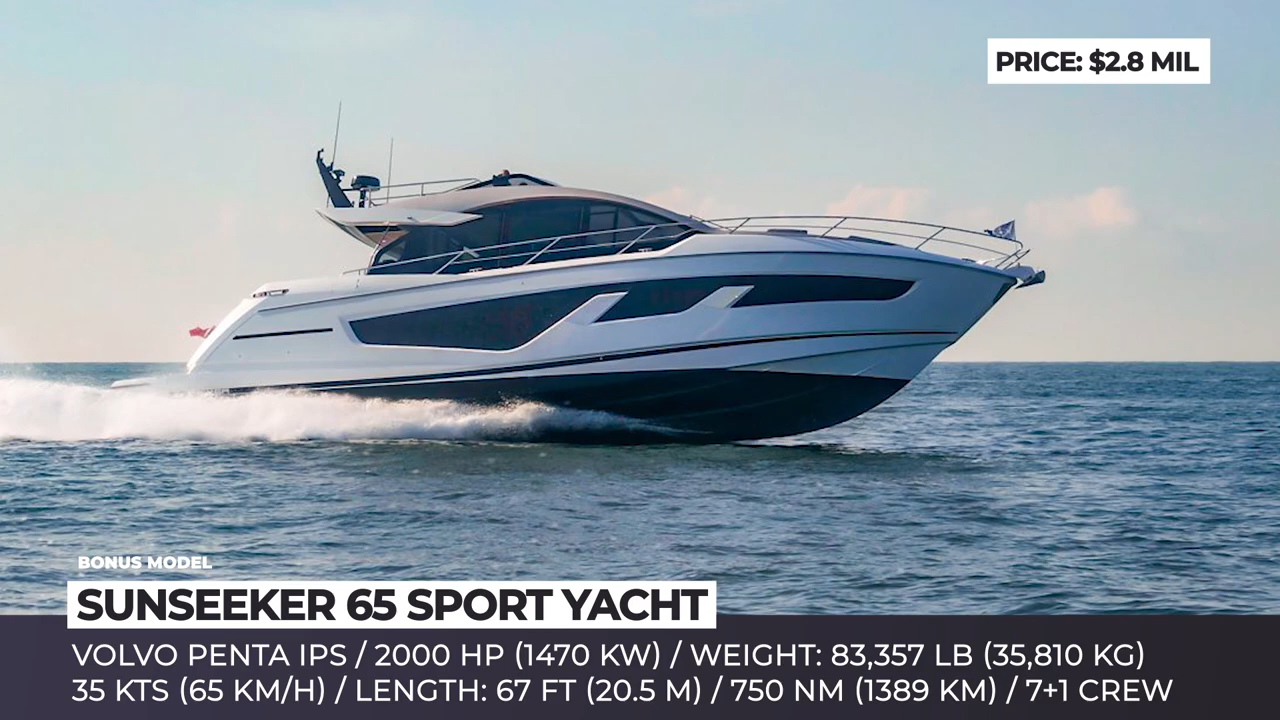 PRICE: $2.8 MIL
BONUS MODEL
SUNSEEKER 65 SPORT YACHT
VOLVO PENTA IPS / 2000 HP (1470 KW) / WEIGHT: 83,357 LB (35,810 KG)
35 KTS (65 KM/H) / LENGTH: 67 FT (20.5 M) / 750 NM (1389 KM) / 7+1 CREW